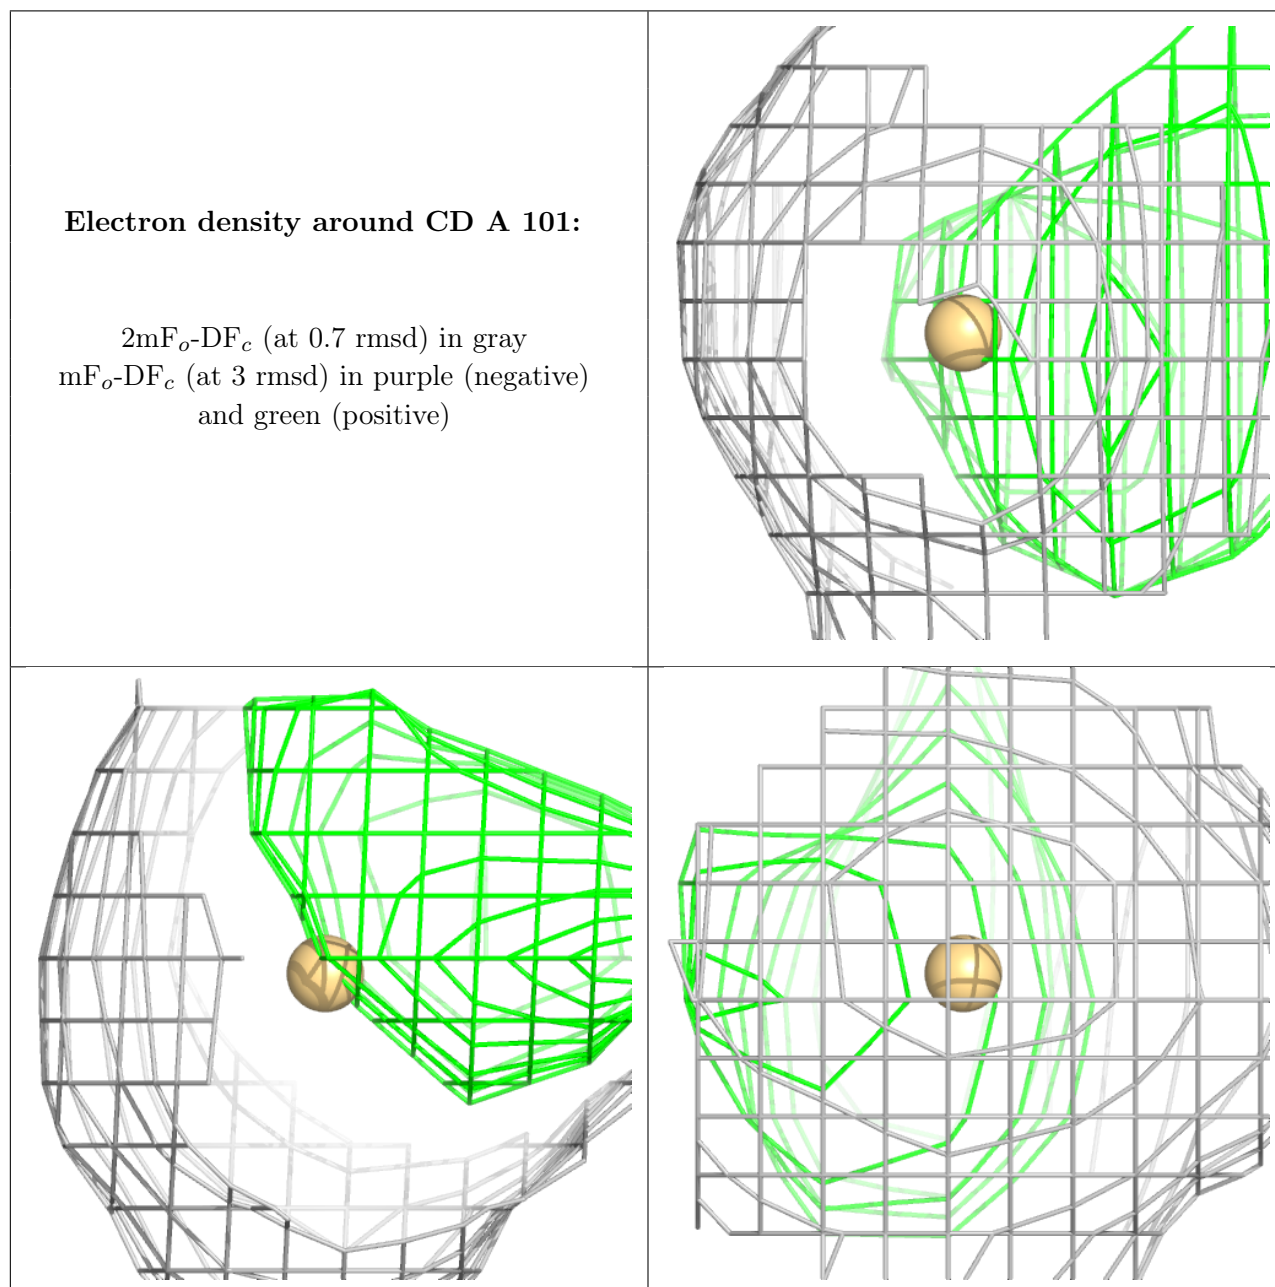 Electron density around CD A 101:
2mFo-DFc (at 0.7 rmsd) in gray
mFo-DFc (at 3 rmsd) in purple (negative)
and green (positive)